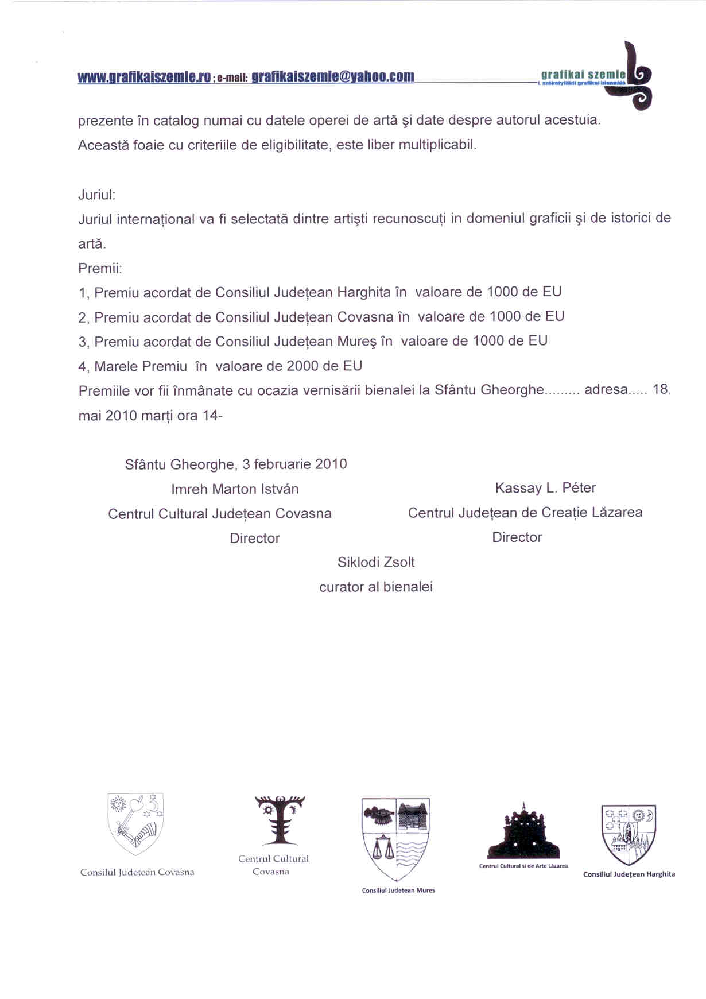 www.grafikaiszemle.ro ; e-mail: grafikaiszemle@yahoo.com
grafikai szemle
I. székelyföldi grafikai biennálé
prezente în catalog numai cu datele operei de artă şi date despre autorul acestuia.
Această foaie cu criteriile de eligibilitate, este liber multiplicabil.
Juriul:
Juriul internaţional va fi selectată dintre artişti recunoscuţi in domeniul graficii şi de istorici de
artă.
Premii:
1, Premiu acordat de Consiliul Judeţean Harghita în  valoare de 1000 de EU
2, Premiu acordat de Consiliul Judeţean Covasna în  valoare de 1000 de EU
3, Premiu acordat de Consiliul Judeţean Mureş în  valoare de 1000 de EU
4, Marele Premiu  în  valoare de 2000 de EU
Premiile vor fii înmânate cu ocazia vernisării bienalei la Sfântu Gheorghe......... adresa..... 18.
mai 2010 marţi ora 14-
Sfântu Gheorghe, 3 februarie 2010
Imreh Marton István
Kassay L. Péter
Centrul Cultural Judeţean Covasna
Centrul Judeţean de Creaţie Lăzarea
Director
Director
Siklodi Zsolt
curator al bienalei
Consilul Judetean Covasna
Centrul Cultural
Covasna
Consiliul Judetean Mures
Centrul Cultural si de Arte Lăzarea
Consiliul Judeţean Harghita